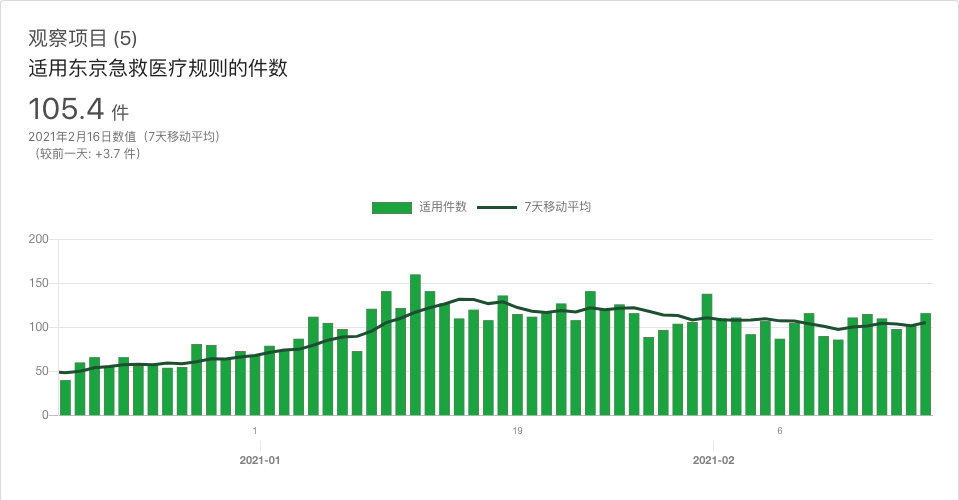 观察项目 (5)
适用东京急救医疗规则的件数
105.4 件
2021年2月16日数值（7天移动平均）
（较前一天: +3.7 件）
适用件数 7天移动平均
200
150
100
50
0
1 19 6
2021-01 2021-02